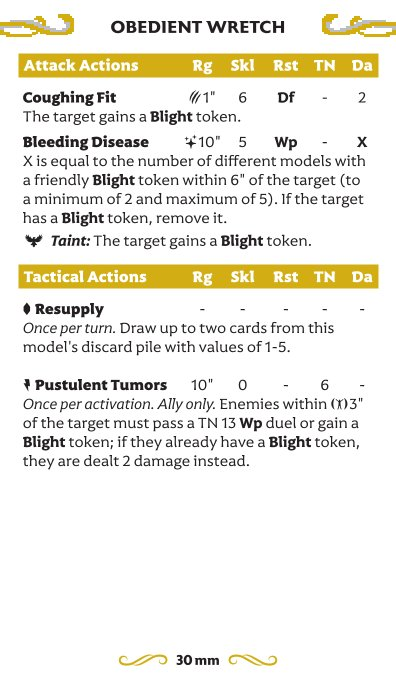 OBEDIENT WRETCH
Attack Actions Rg Skl Rst TN Da
Coughing Fit 1" 6 Df - 2
The target gains a Blight token.
Bleeding Disease 10" 5 Wp - X
X is equal to the number of different models with
a friendly Blight token within 6" of the target (to
a minimum of 2 and maximum of 5). If the target
has a Blight token, remove it.
Taint: The target gains a Blight token.
Tactical Actions Rg Skl Rst TN Da
Resupply - - - - -
Once per turn. Draw up to two cards from this
model's discard pile with values of 1-5.
Pustulent Tumors 10" 0 - 6 -
Once per activation. Ally only. Enemies within 3"
of the target must pass a TN 13 Wp duel or gain a
Blight token; if they already have a Blight token,
they are dealt 2 damage instead.
30 mm